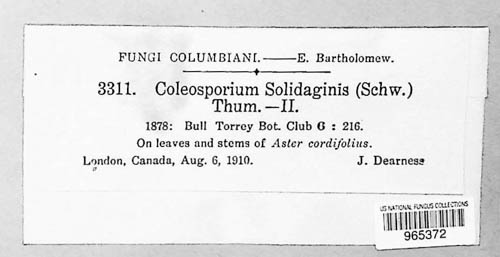 FUNGI COLUMBIANI.——E. Bartholomew.
3311. Coleosporium Solidaginis (Schw.)
Thum.—II.
1878: Bull Torrey Bot. Club 6 : 216.
On leaves and stems of Aster cordifolius.
London, Canada, Aug. 6, 1910. J. Dearness
US NATIONAL FUNGUS COLLECTIONS
965372